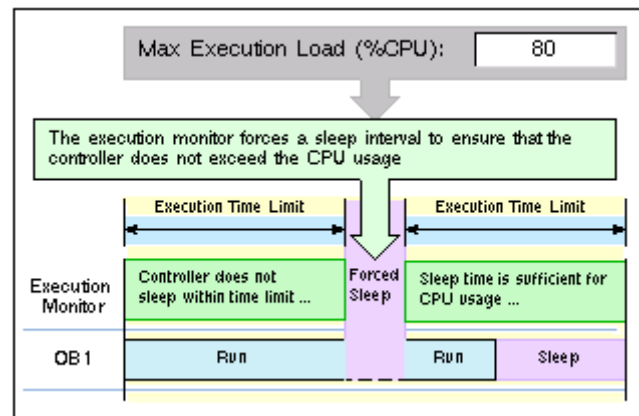 Max Execution Load (%CPU): 80
The execution monitor forces a sleep interval to ensure that the
controller does not exceed the CPU usage
Execution Time Limit
Execution Time Limit
Execution
Monitor
Controller does not
sleep within time limit ...
Forced
Sleep
Sleep time is sufficient for
CPU usage ...
OB1
Run
Run
Sleep